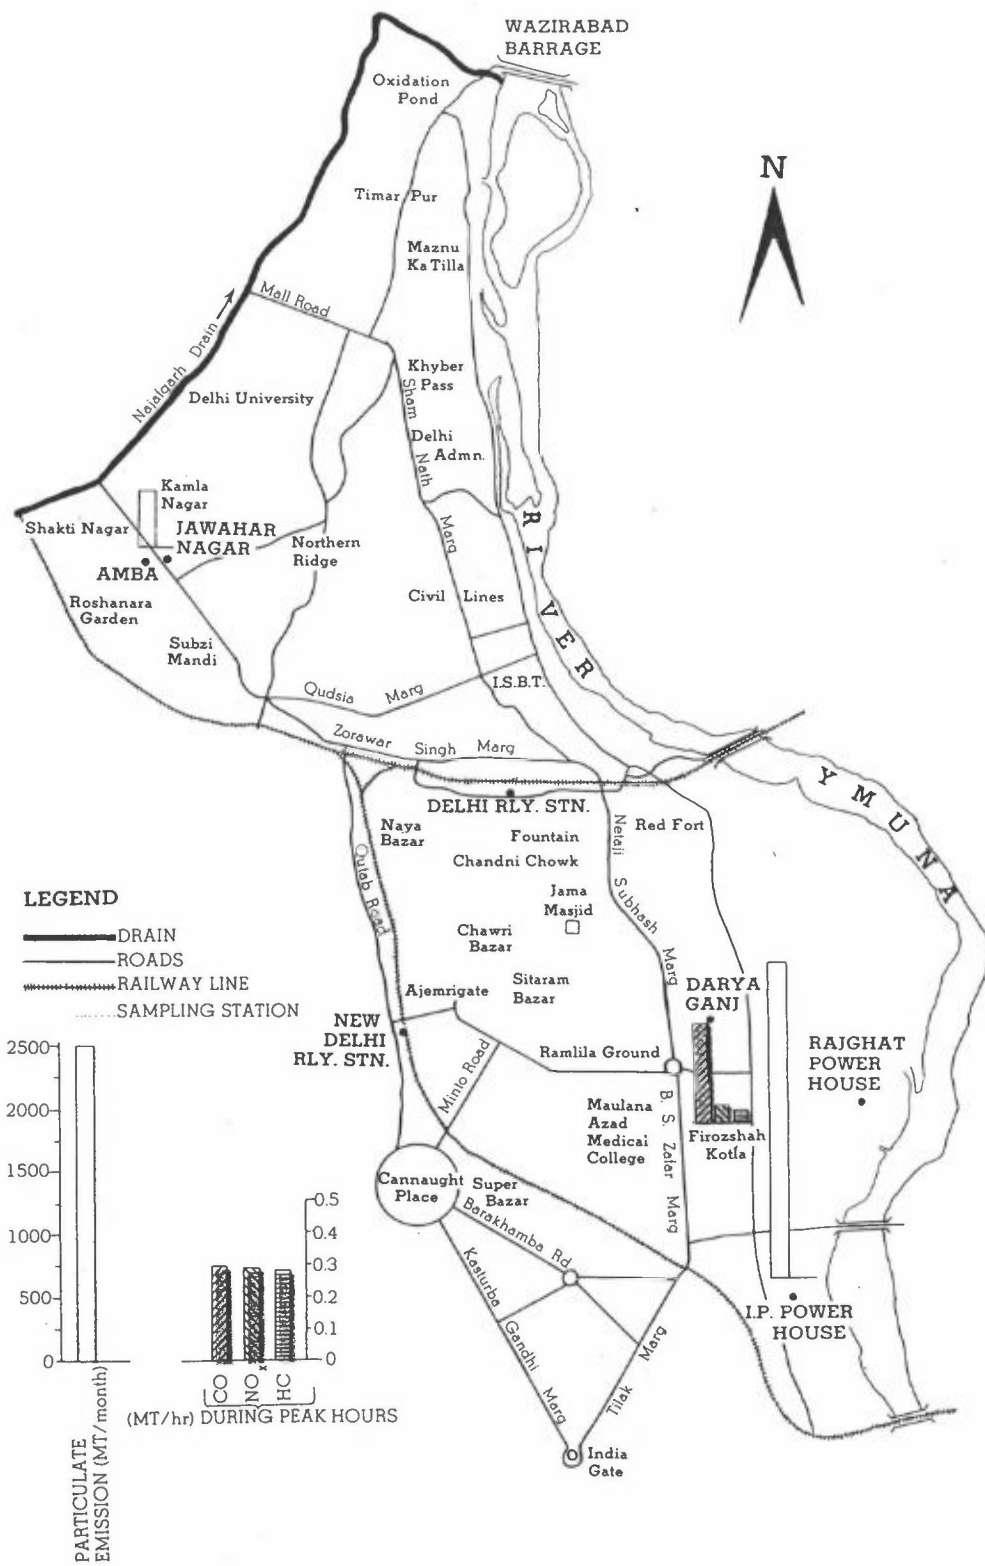 WAZIRABAD
BARRAGE
Oxidation
Pond
N
Timar Pur
Maznu
Ka Tilla
Mall Road
Najafgarh Drain
Khyber
Pass
Sham Nath Marg
Delhi University
Delhi
Admn.
Kamla
Nagar
Shakti Nagar
JAWAHAR
NAGAR
AMBA
Northern
Ridge
Roshanara
Garden
Civil Lines
Subzi
Mandi
RIVER YMUNA
I.S.B.T.
Qudsia Marg
Zorawar Singh Marg
DELHI RLY. STN.
Naya
Bazar
Fountain
Red Fort
Chandni Chowk
Netaji Subhash Marg
Qutab Road
Jama
Masjid
Chawri
Bazar
LEGEND
DRAIN
ROADS
RAILWAY LINE
SAMPLING STATION
Sitaram
Bazar
Ajemrigate
DARYA
GANJ
NEW
DELHI
RLY. STN.
Minto Road
Ramlila Ground
RAJGHAT
POWER
HOUSE
Maulana
Azad
Medical
College
B. S. Zafar Marg
Firozshah
Kotla
Cannaught
Place
Super
Bazar
Barakhamba Rd
Kasturba Gandhi Marg
Tilak Marg
I.P. POWER
HOUSE
India
Gate
2500
2000
1500
1000
500
0
PARTICULATE
EMISSION (MT/month)
0.5
0.4
0.3
0.2
0.1
0
CO
NOx
HC
(MT/hr) DURING PEAK HOURS